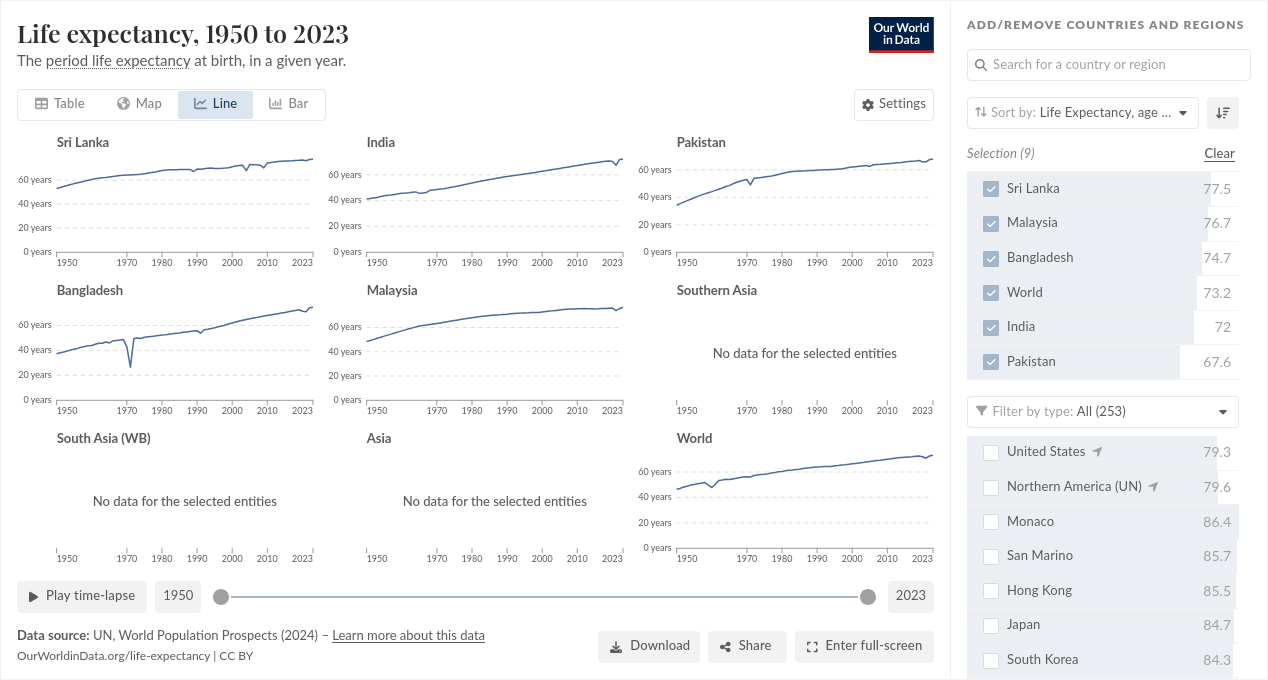 Life expectancy, 1950 to 2023
The period life expectancy at birth, in a given year.
Our World
in Data
Table
Map
Line
Bar
Settings
Sri Lanka
60 years
40 years
20 years
0 years
1950 1970 1980 1990 2000 2010 2023
India
60 years
40 years
20 years
0 years
1950 1970 1980 1990 2000 2010 2023
Pakistan
60 years
40 years
20 years
0 years
1950 1970 1980 1990 2000 2010 2023
Bangladesh
60 years
40 years
20 years
0 years
1950 1970 1980 1990 2000 2010 2023
Malaysia
60 years
40 years
20 years
0 years
1950 1970 1980 1990 2000 2010 2023
Southern Asia
No data for the selected entities
1950 1970 1980 1990 2000 2010 2023
South Asia (WB)
No data for the selected entities
1950 1970 1980 1990 2000 2010 2023
Asia
No data for the selected entities
1950 1970 1980 1990 2000 2010 2023
World
60 years
40 years
20 years
0 years
1950 1970 1980 1990 2000 2010 2023
Play time-lapse
1950
2023
Data source: UN, World Population Prospects (2024) – Learn more about this data
OurWorldinData.org/life-expectancy | CC BY
Download
Share
Enter full-screen
ADD/REMOVE COUNTRIES AND REGIONS
Search for a country or region
Sort by: Life Expectancy, age ...
Selection (9) Clear
Sri Lanka 77.5
Malaysia 76.7
Bangladesh 74.7
World 73.2
India 72
Pakistan 67.6
Filter by type: All (253)
United States 79.3
Northern America (UN) 79.6
Monaco 86.4
San Marino 85.7
Hong Kong 85.5
Japan 84.7
South Korea 84.3